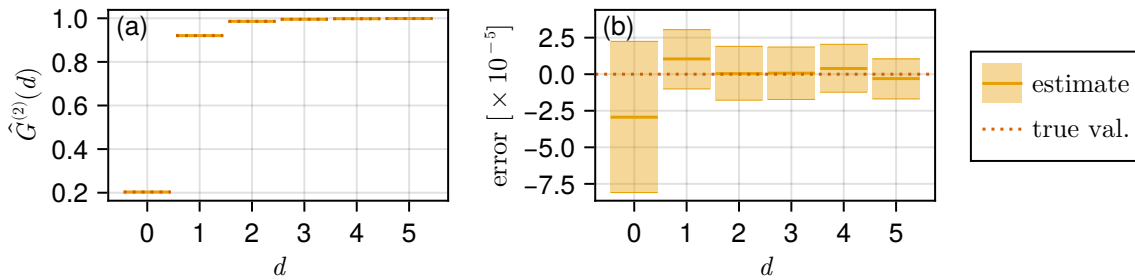 (a)
1.0
0.8
0.6
0.4
0.2
Ĝ⁽²⁾(d)
0 1 2 3 4 5
d
(b)
2.5
0.0
−2.5
−5.0
−7.5
error [ × 10⁻⁵]
0 1 2 3 4 5
d
estimate
true val.